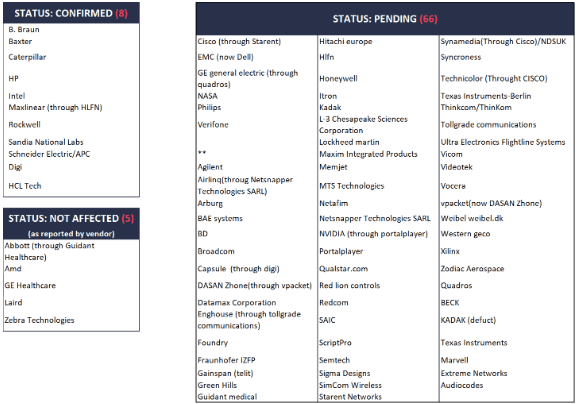 STATUS: CONFIRMED (8)
B. Braun
Baxter
Caterpillar
HP
Intel
Maxlinear (through HLFN)
Rockwell
Sandia National Labs
Schneider Electric/APC
Digi
HCL Tech
STATUS: NOT AFFECTED (5)
(as reported by vendor)
Abbott (through Guidant
Healthcare)
Amd
GE Healthcare
Laird
Zebra Technologies
STATUS: PENDING (66)
Cisco (through Starent)
EMC (now Dell)
GE general electric (through
quadros)
NASA
Philips
Verifone
**
Agilent
Airlinq(throug Netsnapper
Technologies SARL)
Arburg
BAE systems
BD
Broadcom
Capsule (through digi)
DASAN Zhone(through vpacket)
Datamax Corporation
Enghouse (through tollgrade
communications)
Foundry
Fraunhofer IZFP
Gainspan (telit)
Green Hills
Guidant medical
Hitachi europe
Hlfn
Honeywell
Itron
Kadak
L-3 Chesapeake Sciences
Corporation
Lockheed martin
Maxim Integrated Products
Memjet
MTS Technologies
Netafim
Netsnapper Technologies SARL
NVIDIA (through portalplayer)
Portalplayer
Qualstar.com
Red lion controls
Redcom
SAIC
ScriptPro
Semtech
Sigma Designs
SimCom Wireless
Starent Networks
Synamedia(Through Cisco)/NDSUK
Syncroness
Technicolor (Throught CISCO)
Texas Instruments-Berlin
Thinkcom/ThinKom
Tollgrade communications
Ultra Electronics Flightline Systems
Vicom
Videotek
Vocera
vpacket(now DASAN Zhone)
Weibel weibel.dk
Western geco
Xilinx
Zodiac Aerospace
Quadros
BECK
KADAK (defuct)
Texas Instruments
Marvell
Extreme Networks
Audiocodes